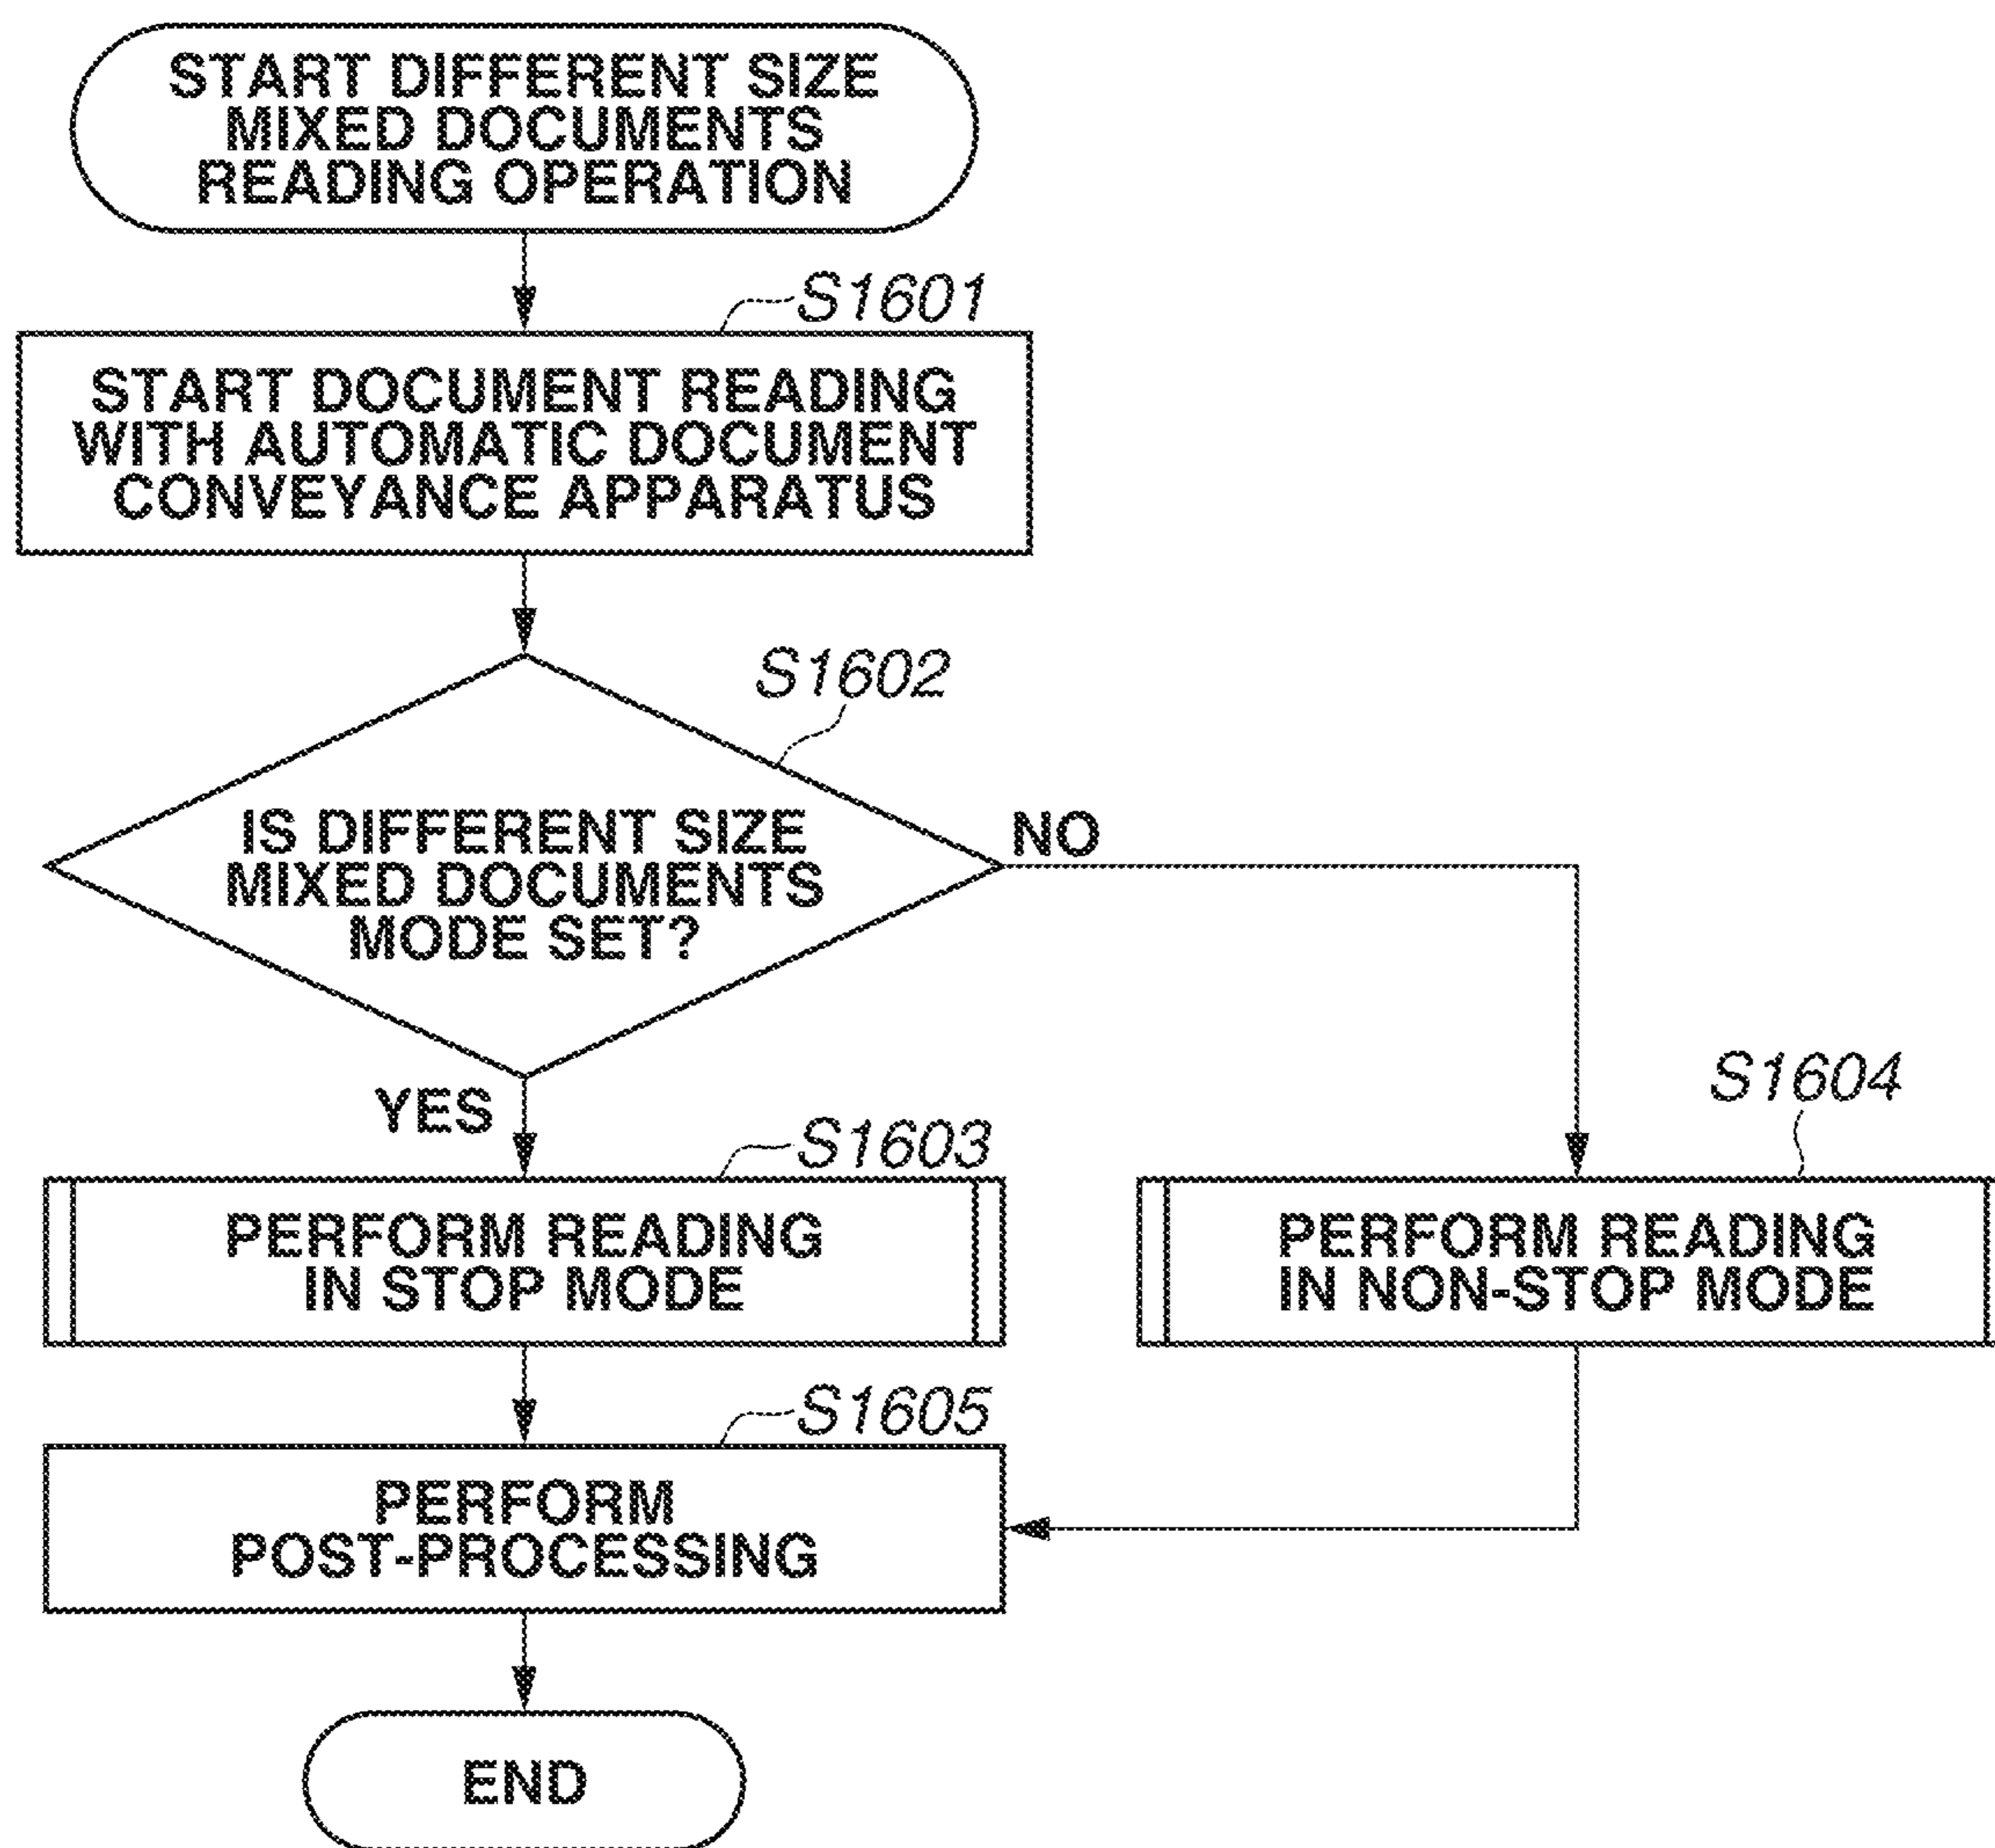 START DIFFERENT SIZE
MIXED DOCUMENTS
READING OPERATION
S1601
START DOCUMENT READING
WITH AUTOMATIC DOCUMENT
CONVEYANCE APPARATUS
S1602
IS DIFFERENT SIZE
MIXED DOCUMENTS
MODE SET?
NO
YES
S1603
PERFORM READING
IN STOP MODE
S1604
PERFORM READING
IN NON-STOP MODE
S1605
PERFORM
POST-PROCESSING
END